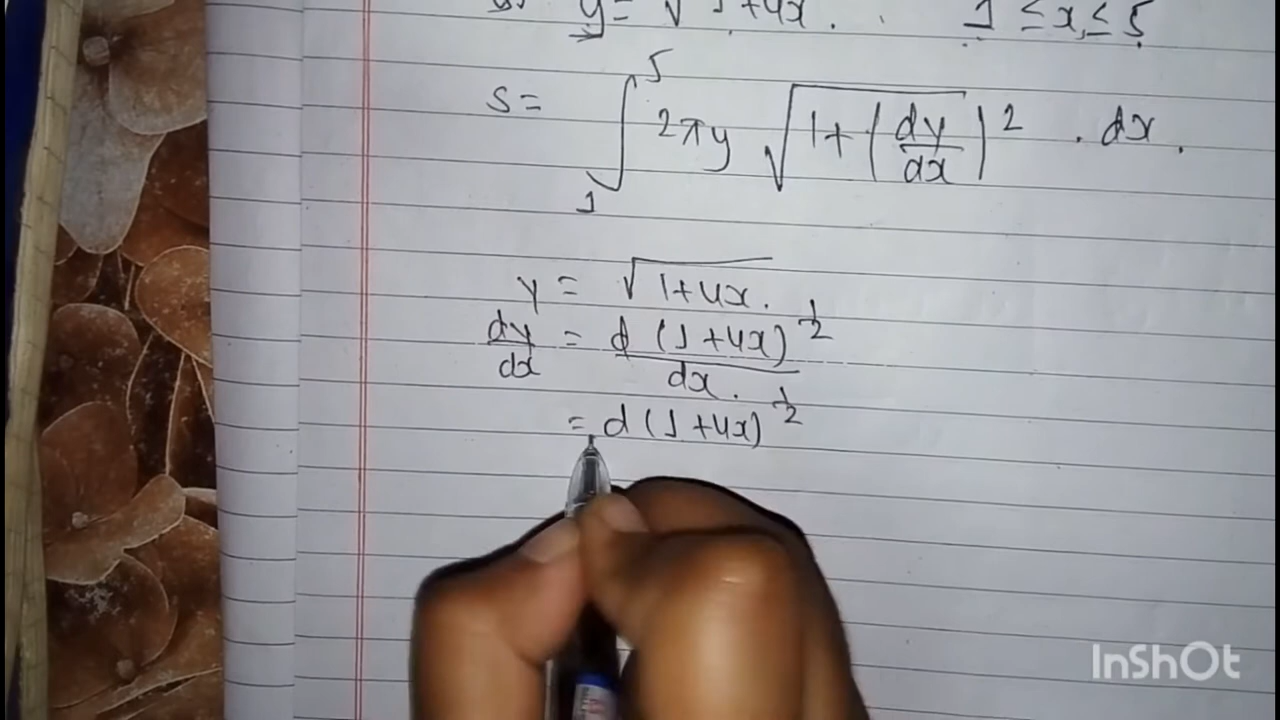 y = √1+4x . 1 ≤ x ≤ 5
S = ∫₁⁵ 2πy √1+(dy/dx)² . dx .
y = √1+4x .
dy/dx = d (1+4x)^½ / dx .
= d (1+4x)^½
InShOt